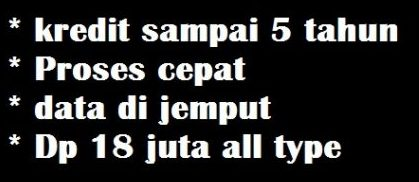 * kredit sampai 5 tahun
* Proses cepat
* data di jemput
* Dp 18 juta all type